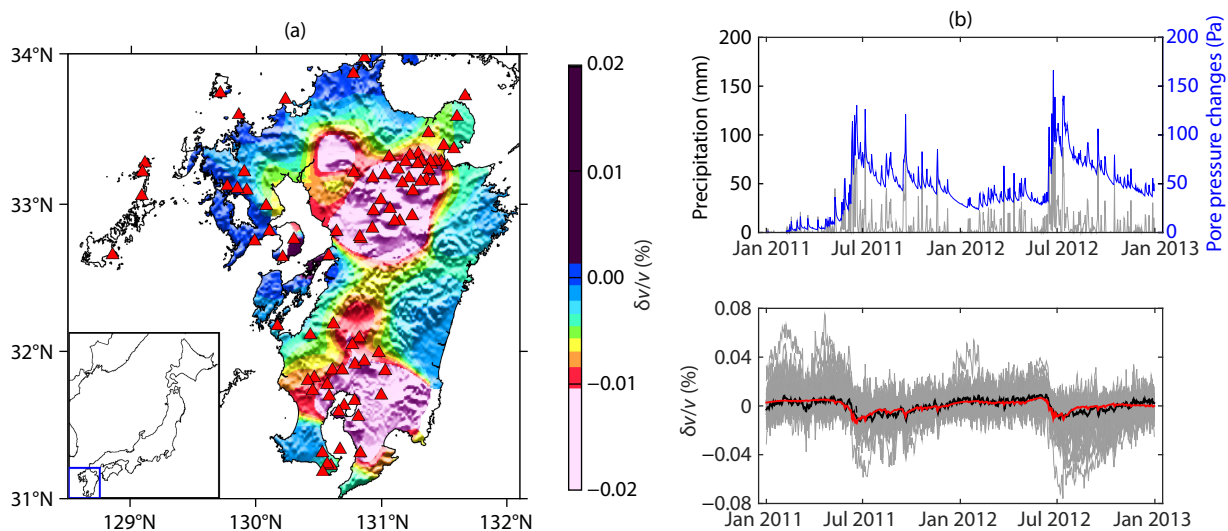 (a)
34°N
33°N
32°N
31°N
129°N
130°N
131°N
132°N
0.02
0.01
0.00
−0.01
−0.02
δv/v (%)
(b)
200
150
100
50
0
Precipitation (mm)
200
150
100
50
0
Pore pressure changes (Pa)
Jan 2011
Jul 2011
Jan 2012
Jul 2012
Jan 2013
0.08
0.04
0
−0.04
−0.08
δv/v (%)
Jan 2011
Jul 2011
Jan 2012
Jul 2012
Jan 2013